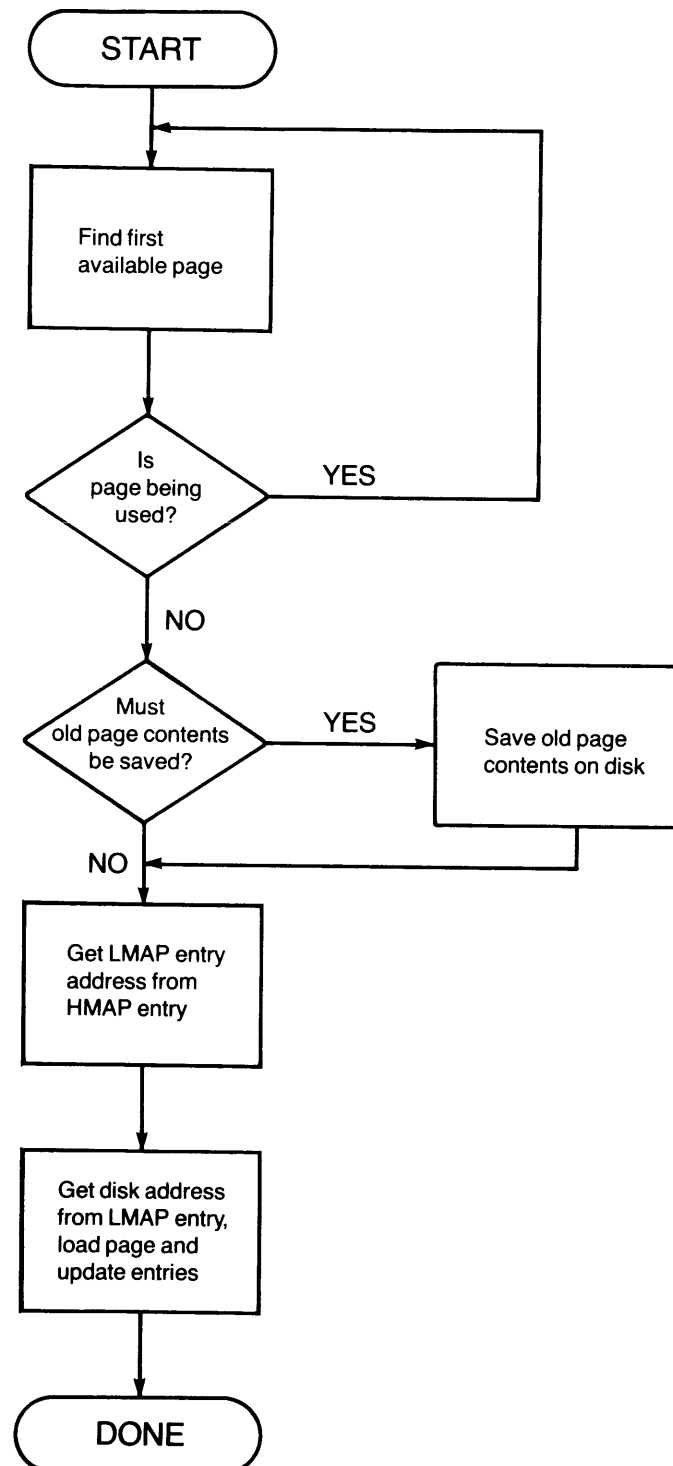 START
Find first
available page
Is
page being
used?
YES
NO
Must
old page contents
be saved?
YES
Save old page
contents on disk
NO
Get LMAP entry
address from
HMAP entry
Get disk address
from LMAP entry,
load page and
update entries
DONE